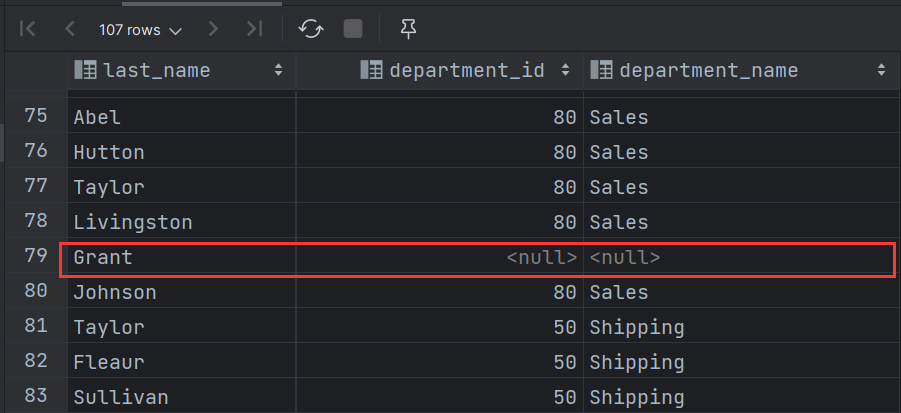 107 rows
last_name department_id department_name
75 Abel 80 Sales
76 Hutton 80 Sales
77 Taylor 80 Sales
78 Livingston 80 Sales
79 Grant <null> <null>
80 Johnson 80 Sales
81 Taylor 50 Shipping
82 Fleaur 50 Shipping
83 Sullivan 50 Shipping